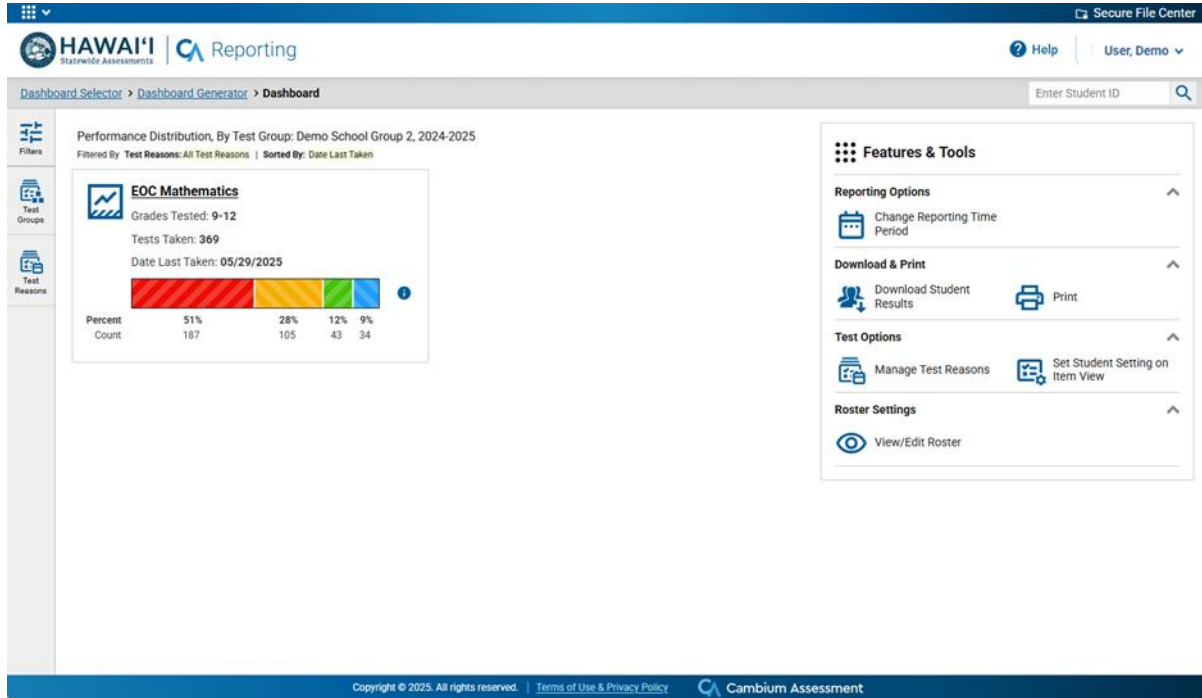 Secure File Center
HAWAI‘I
Statewide Assessments
CA Reporting
Help
User, Demo
Dashboard Selector > Dashboard Generator > Dashboard
Enter Student ID
Filters
Test
Groups
Test
Reasons
Performance Distribution, By Test Group: Demo School Group 2, 2024-2025
Filtered By Test Reasons: All Test Reasons | Sorted By: Date Last Taken
EOC Mathematics
Grades Tested: 9-12
Tests Taken: 369
Date Last Taken: 05/29/2025
Percent 51% 28% 12% 9%
Count 187 105 43 34
Features & Tools
Reporting Options
Change Reporting Time
Period
Download & Print
Download Student
Results
Print
Test Options
Manage Test Reasons
Set Student Setting on
Item View
Roster Settings
View/Edit Roster
Copyright © 2025. All rights reserved. | Terms of Use & Privacy Policy
CA Cambium Assessment